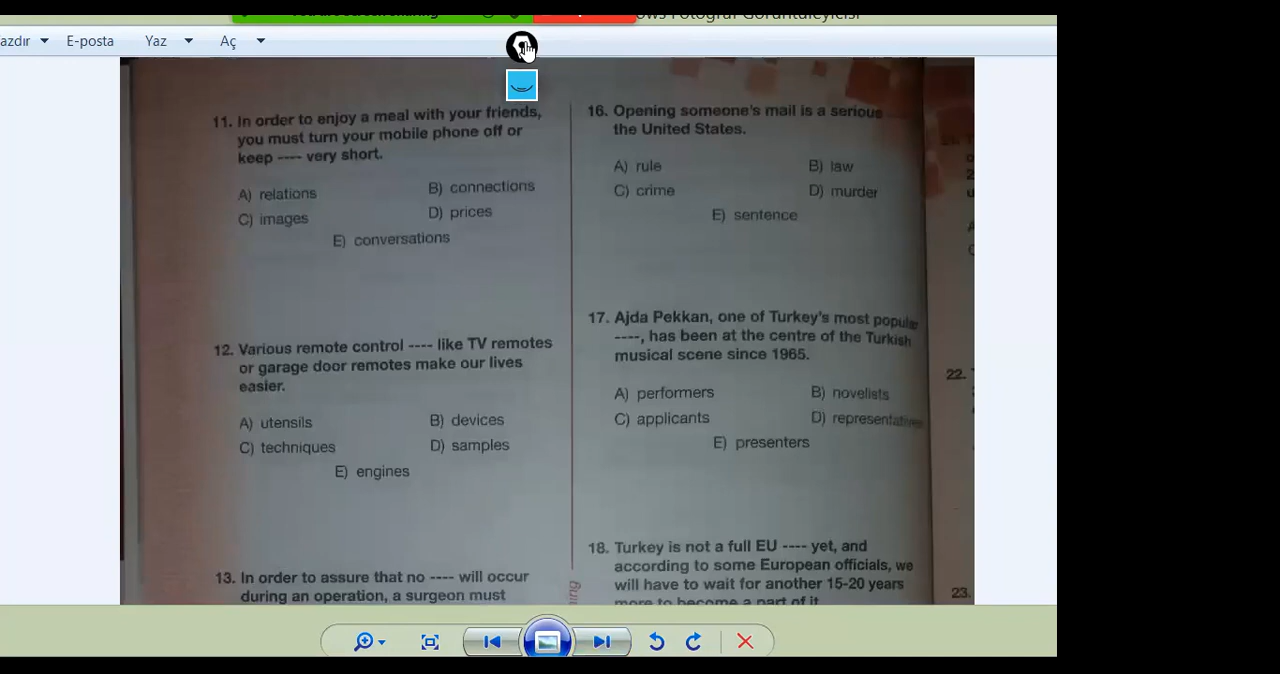 E-posta
Yaz
Aç
11. In order to enjoy a meal with your friends,
you must turn your mobile phone off or
keep ---- very short.
A) relations
B) connections
C) images
D) prices
E) conversations
12. Various remote control ---- like TV remotes
or garage door remotes make our lives
easier.
A) utensils
B) devices
C) techniques
D) samples
E) engines
13. In order to assure that no ---- will occur
during an operation, a surgeon must
16. Opening someone's mail is a serious
the United States.
A) rule
B) law
C) crime
D) murder
E) sentence
17. Ajda Pekkan, one of Turkey's most popular
----, has been at the centre of the Turkish
musical scene since 1965.
A) performers
B) novelists
C) applicants
D) representatives
E) presenters
18. Turkey is not a full EU ---- yet, and
according to some European officials, we
will have to wait for another 15-20 years
more to become a part of it
22.
23.